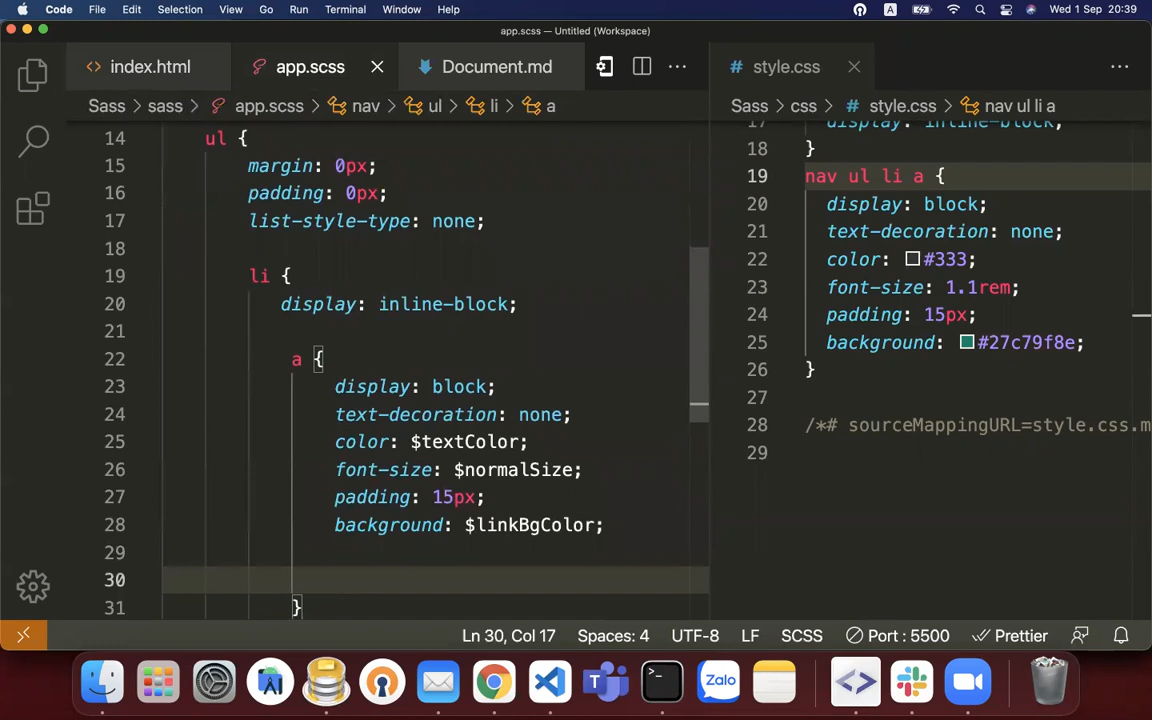 Code File Edit Selection View Go Run Terminal Window Help A Wed 1 Sep 20:39
app.scss — Untitled (Workspace)
index.html app.scss Document.md
# style.css
Sass > sass > app.scss > nav > ul > li > a
Sass > css > # style.css > nav ul li a
14 ul {
15 margin: 0px;
16 padding: 0px;
17 list-style-type: none;
18
19 li {
20 display: inline-block;
21
22 a {
23 display: block;
24 text-decoration: none;
25 color: $textColor;
26 font-size: $normalSize;
27 padding: 15px;
28 background: $linkBgColor;
29
30
31 }
17 display: inline-block;
18 }
19 nav ul li a {
20 display: block;
21 text-decoration: none;
22 color: #333;
23 font-size: 1.1rem;
24 padding: 15px;
25 background: #27c79f8e;
26 }
27
28 /*# sourceMappingURL=style.css.m
29
Ln 30, Col 17 Spaces: 4 UTF-8 LF SCSS Port : 5500 Prettier
Zalo